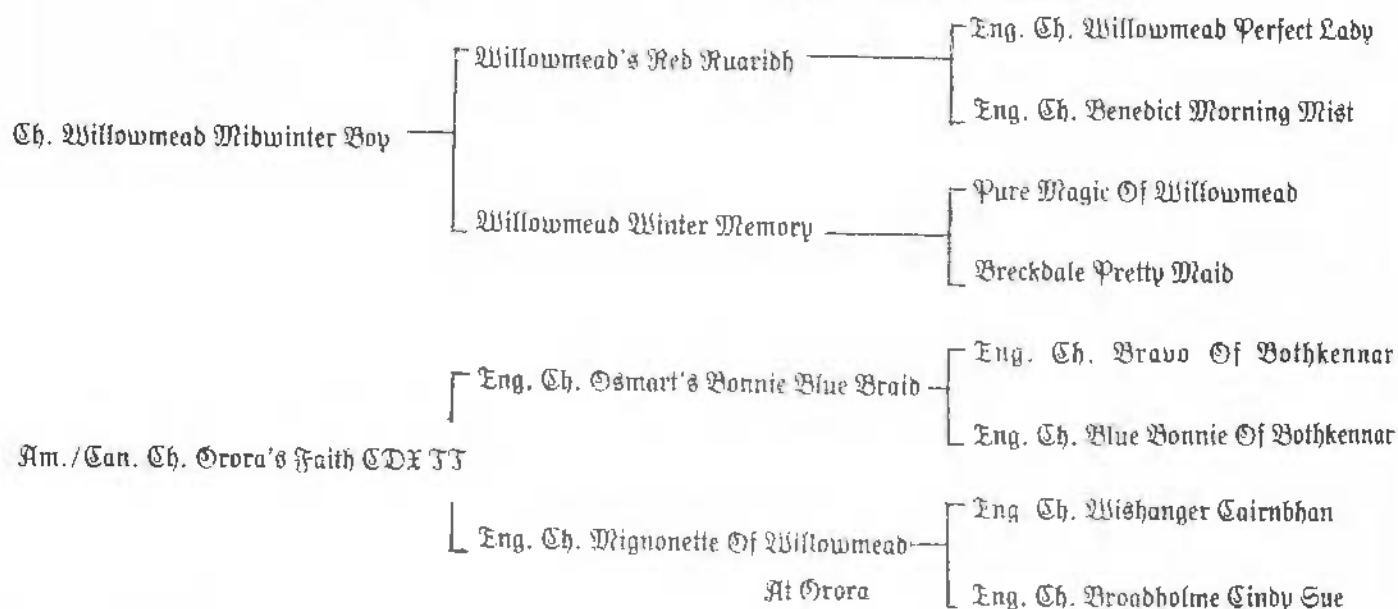 Eng. Ch. Willowmead Perfect Lady
Willowmead's Red Ruaridh
Eng. Ch. Benedict Morning Mist
Ch. Willowmead Midwinter Boy
Pure Magic Of Willowmead
Willowmead Winter Memory
Breckdale Pretty Maid
Eng. Ch. Bravo Of Bothkennar
Eng. Ch. Osmart's Bonnie Blue Braid
Eng. Ch. Blue Bonnie Of Bothkennar
Am./Can. Ch. Orora's Faith CDX TT
Eng Ch. Wishanger Cairnbhan
Eng. Ch. Mignonette Of Willowmead
At Orora
Eng. Ch. Broadholme Cindy Sue